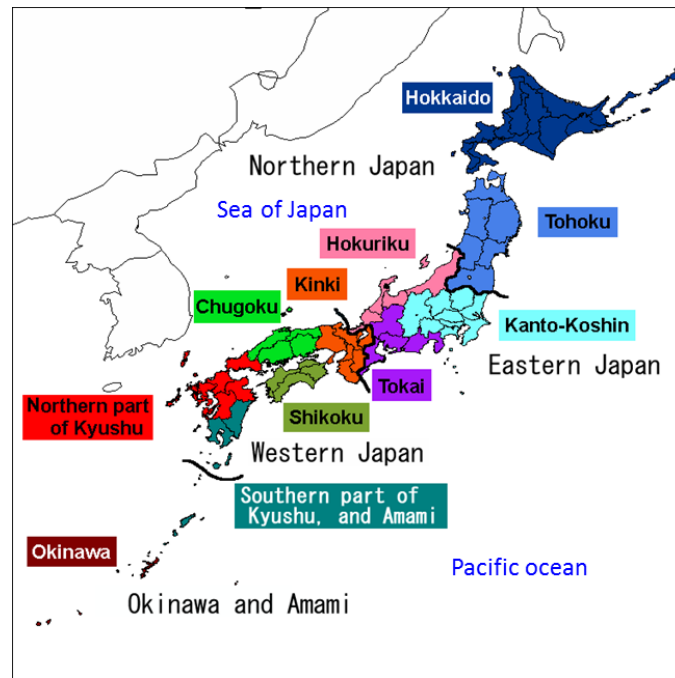 Hokkaido
Northern Japan
Sea of Japan
Tohoku
Hokuriku
Kinki
Chugoku
Kanto-Koshin
Eastern Japan
Tokai
Northern part
of Kyushu
Shikoku
Western Japan
Southern part of
Kyushu, and Amami
Okinawa
Pacific ocean
Okinawa and Amami